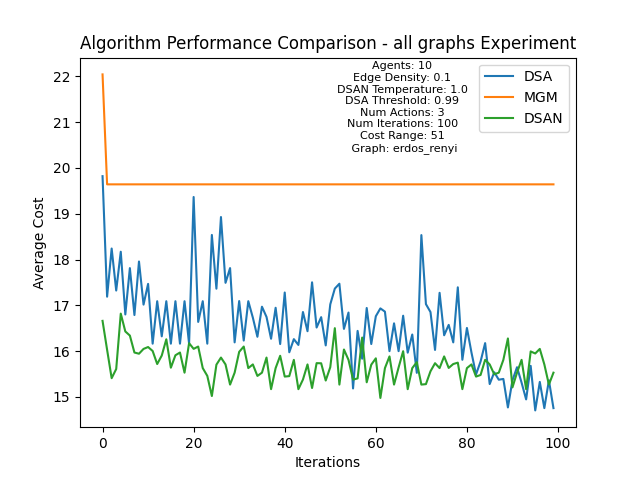 Algorithm Performance Comparison - all graphs Experiment
Agents: 10
Edge Density: 0.1
DSAN Temperature: 1.0
DSA Threshold: 0.99
Num Actions: 3
Num Iterations: 100
Cost Range: 51
Graph: erdos_renyi
DSA
MGM
DSAN
Average Cost
22
21
20
19
18
17
16
15
0
20
40
60
80
100
Iterations